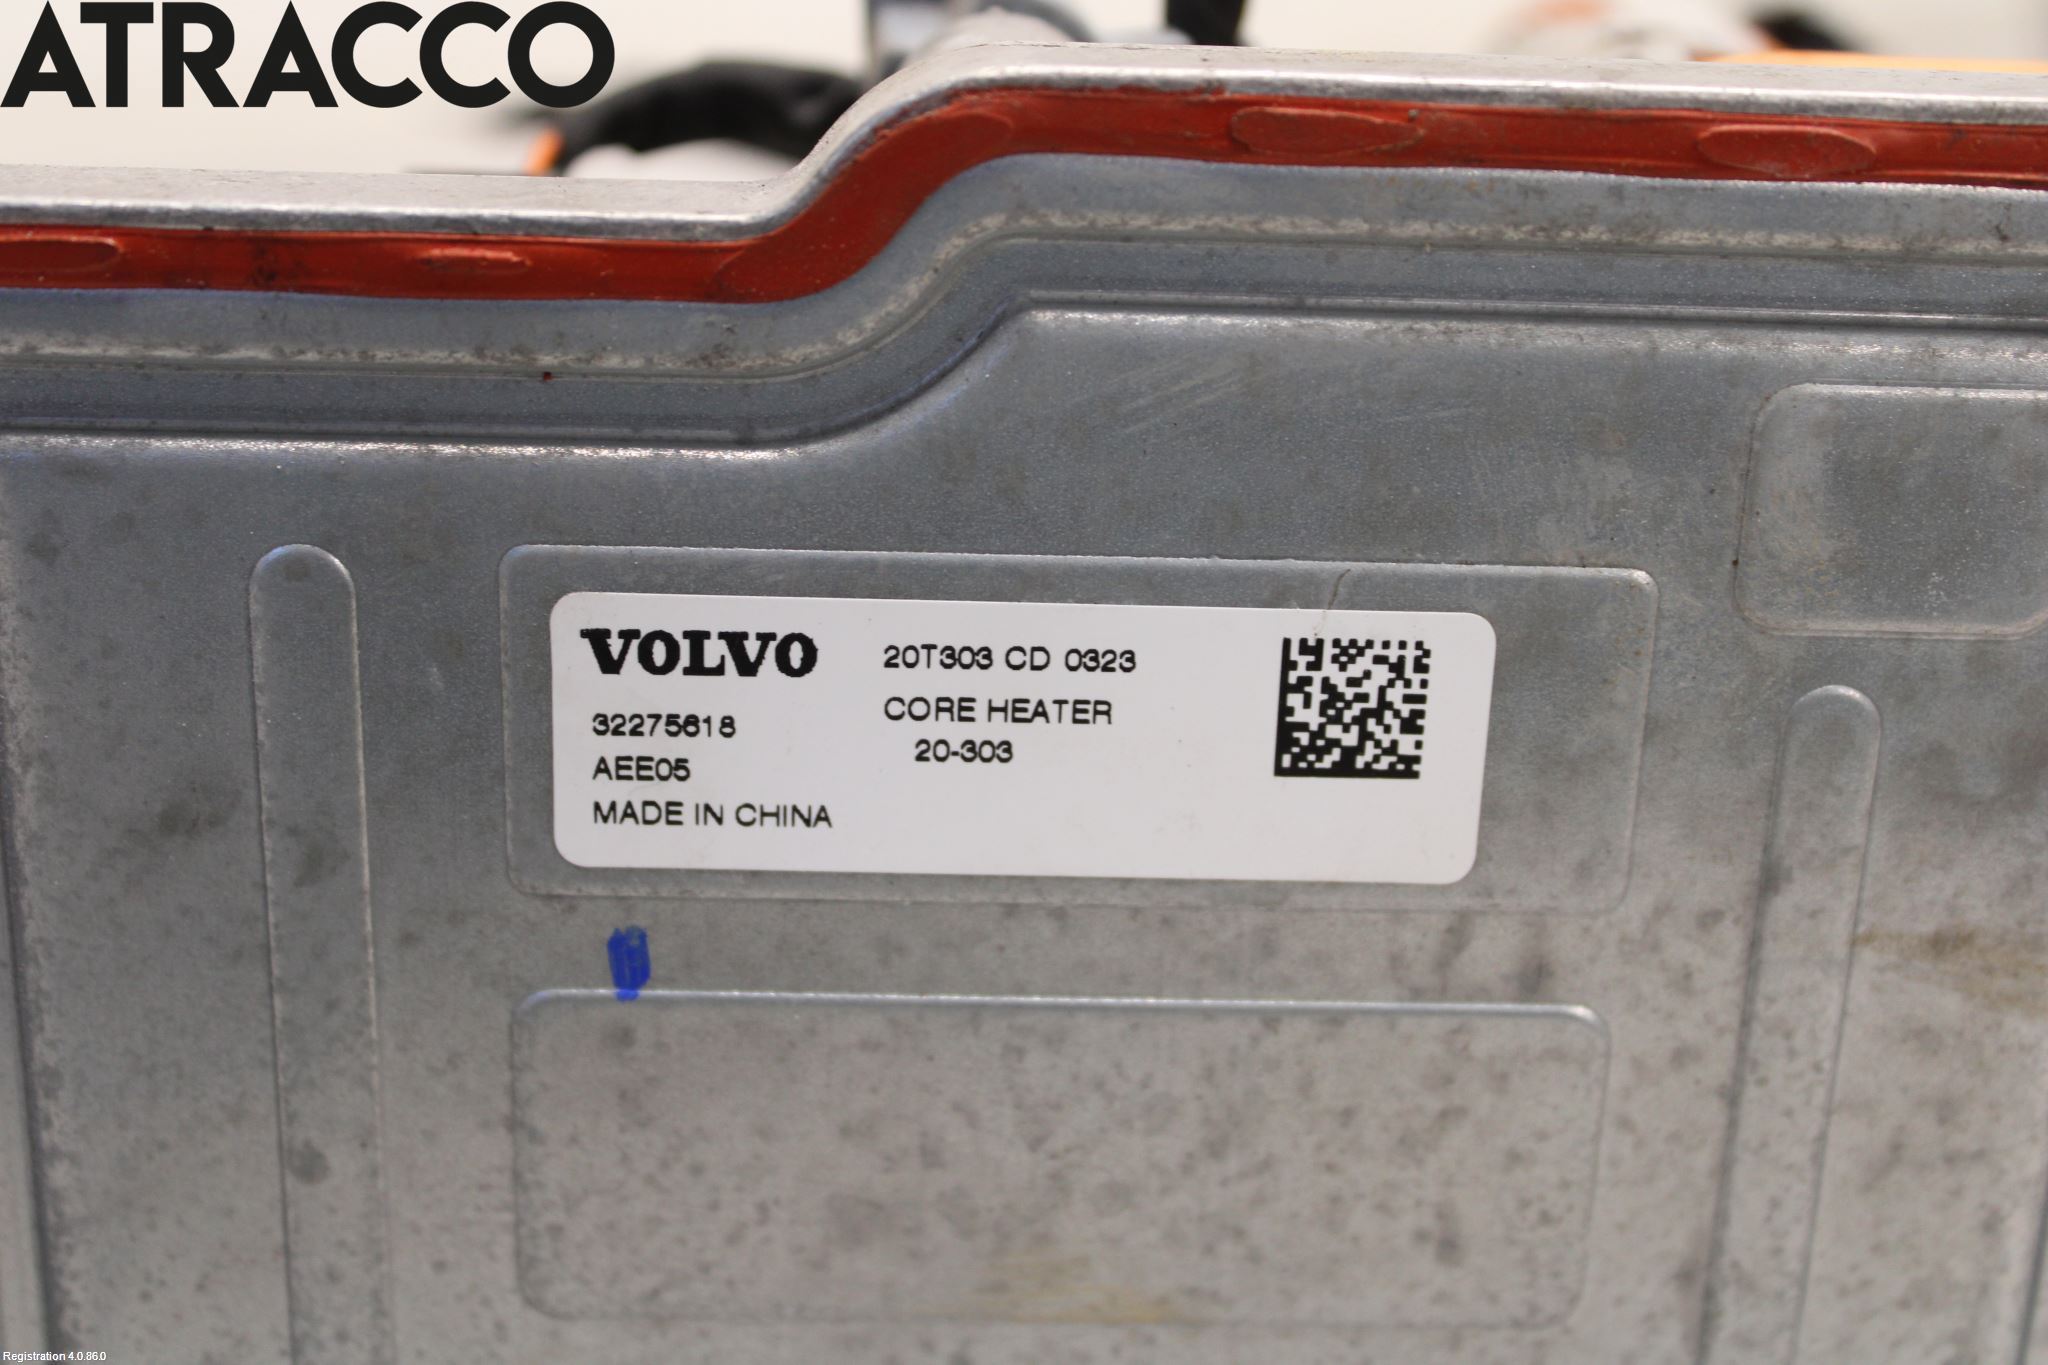 ATRACCO
VOLVO
32275618
AEE05
MADE IN CHINA
20T303 CD 0323
CORE HEATER
20-303
Registration 4.0.86.0